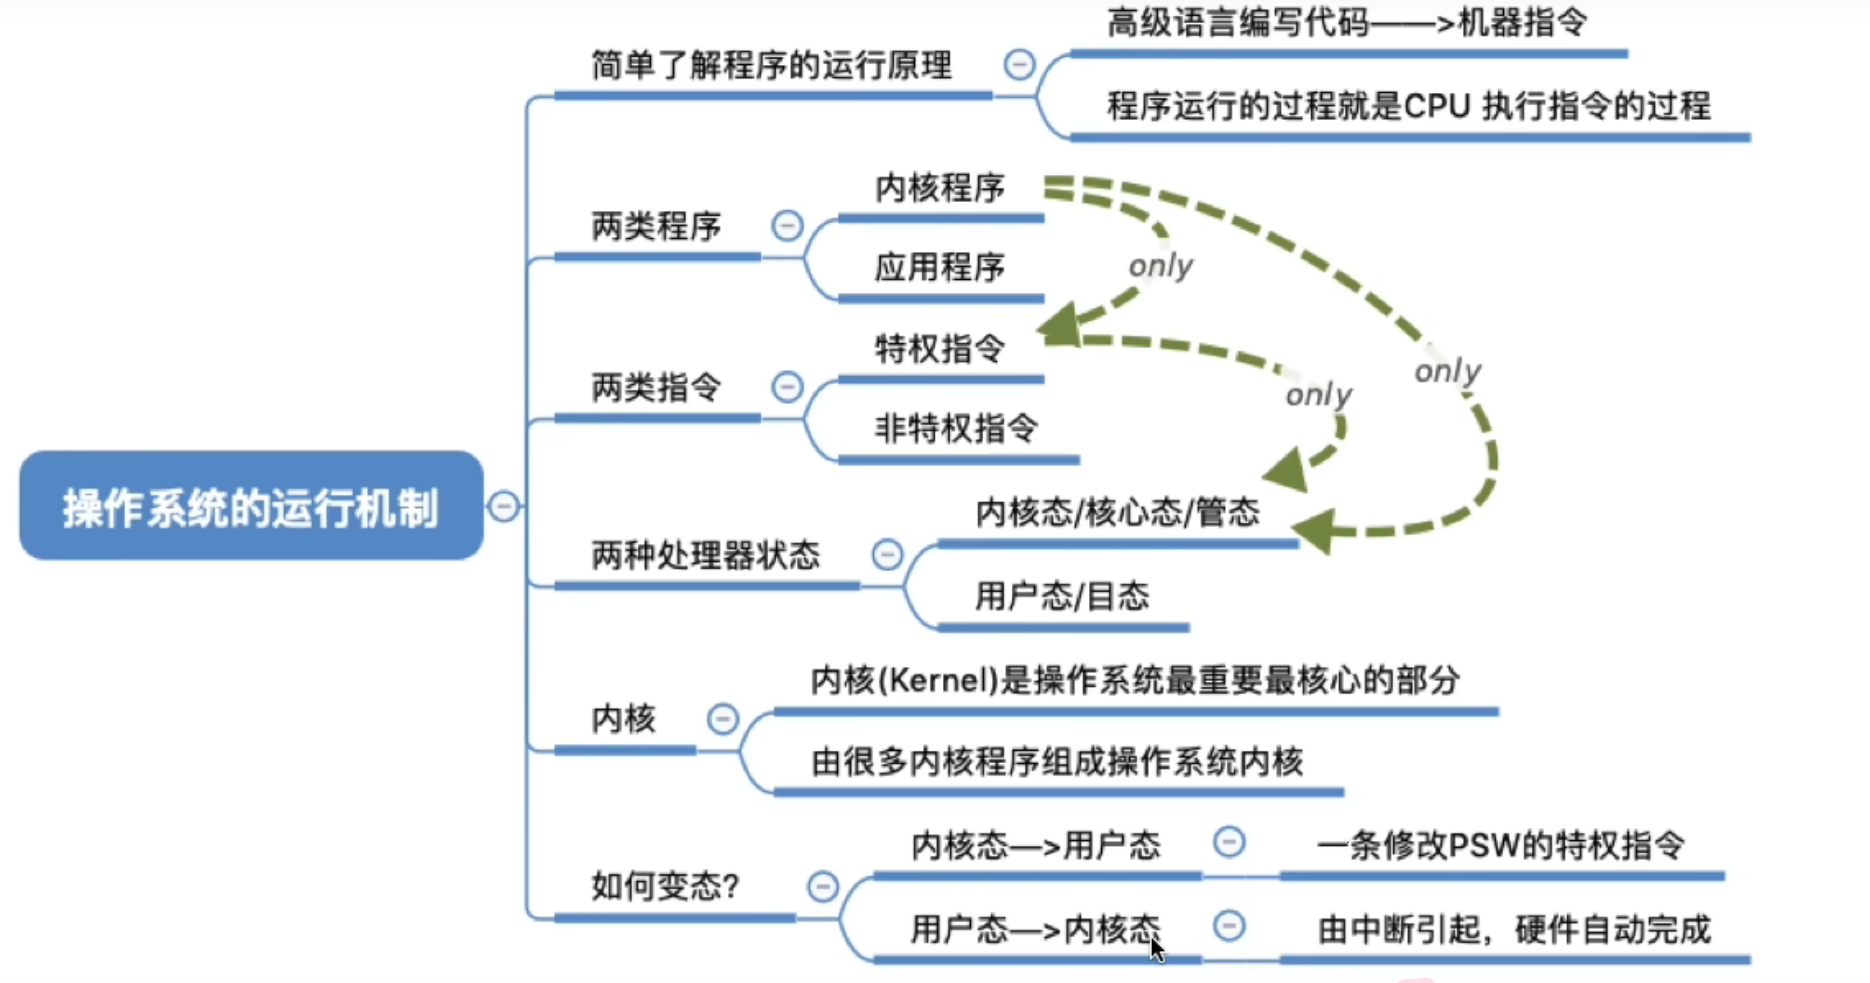 高级语言编写代码——>机器指令
简单了解程序的运行原理
程序运行的过程就是CPU 执行指令的过程
内核程序
两类程序
only
应用程序
特权指令
only
两类指令
only
非特权指令
操作系统的运行机制
内核态/核心态/管态
两种处理器状态
用户态/目态
内核(Kernel)是操作系统最重要最核心的部分
内核
由很多内核程序组成操作系统内核
内核态—>用户态
一条修改PSW的特权指令
如何变态?
用户态—>内核态
由中断引起，硬件自动完成